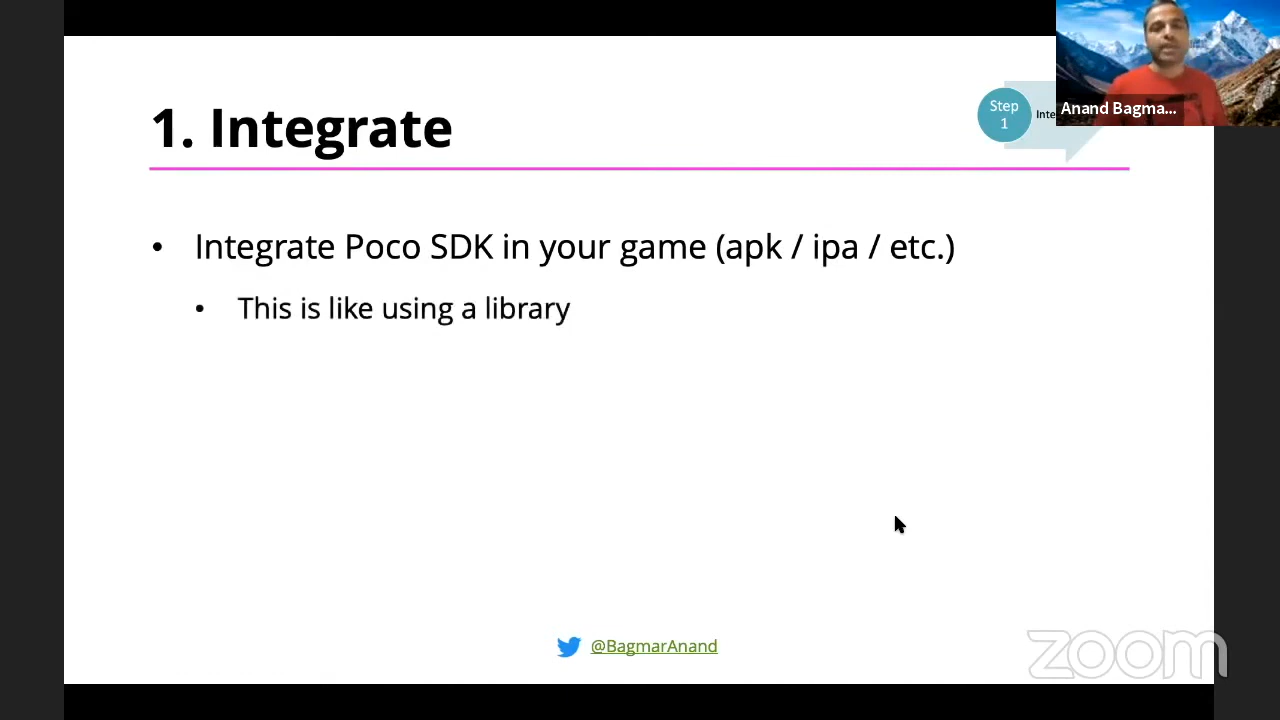 1. Integrate
Step
1
Inte
Anand Bagma...
• Integrate Poco SDK in your game (apk / ipa / etc.)
• This is like using a library
@BagmarAnand
zoom